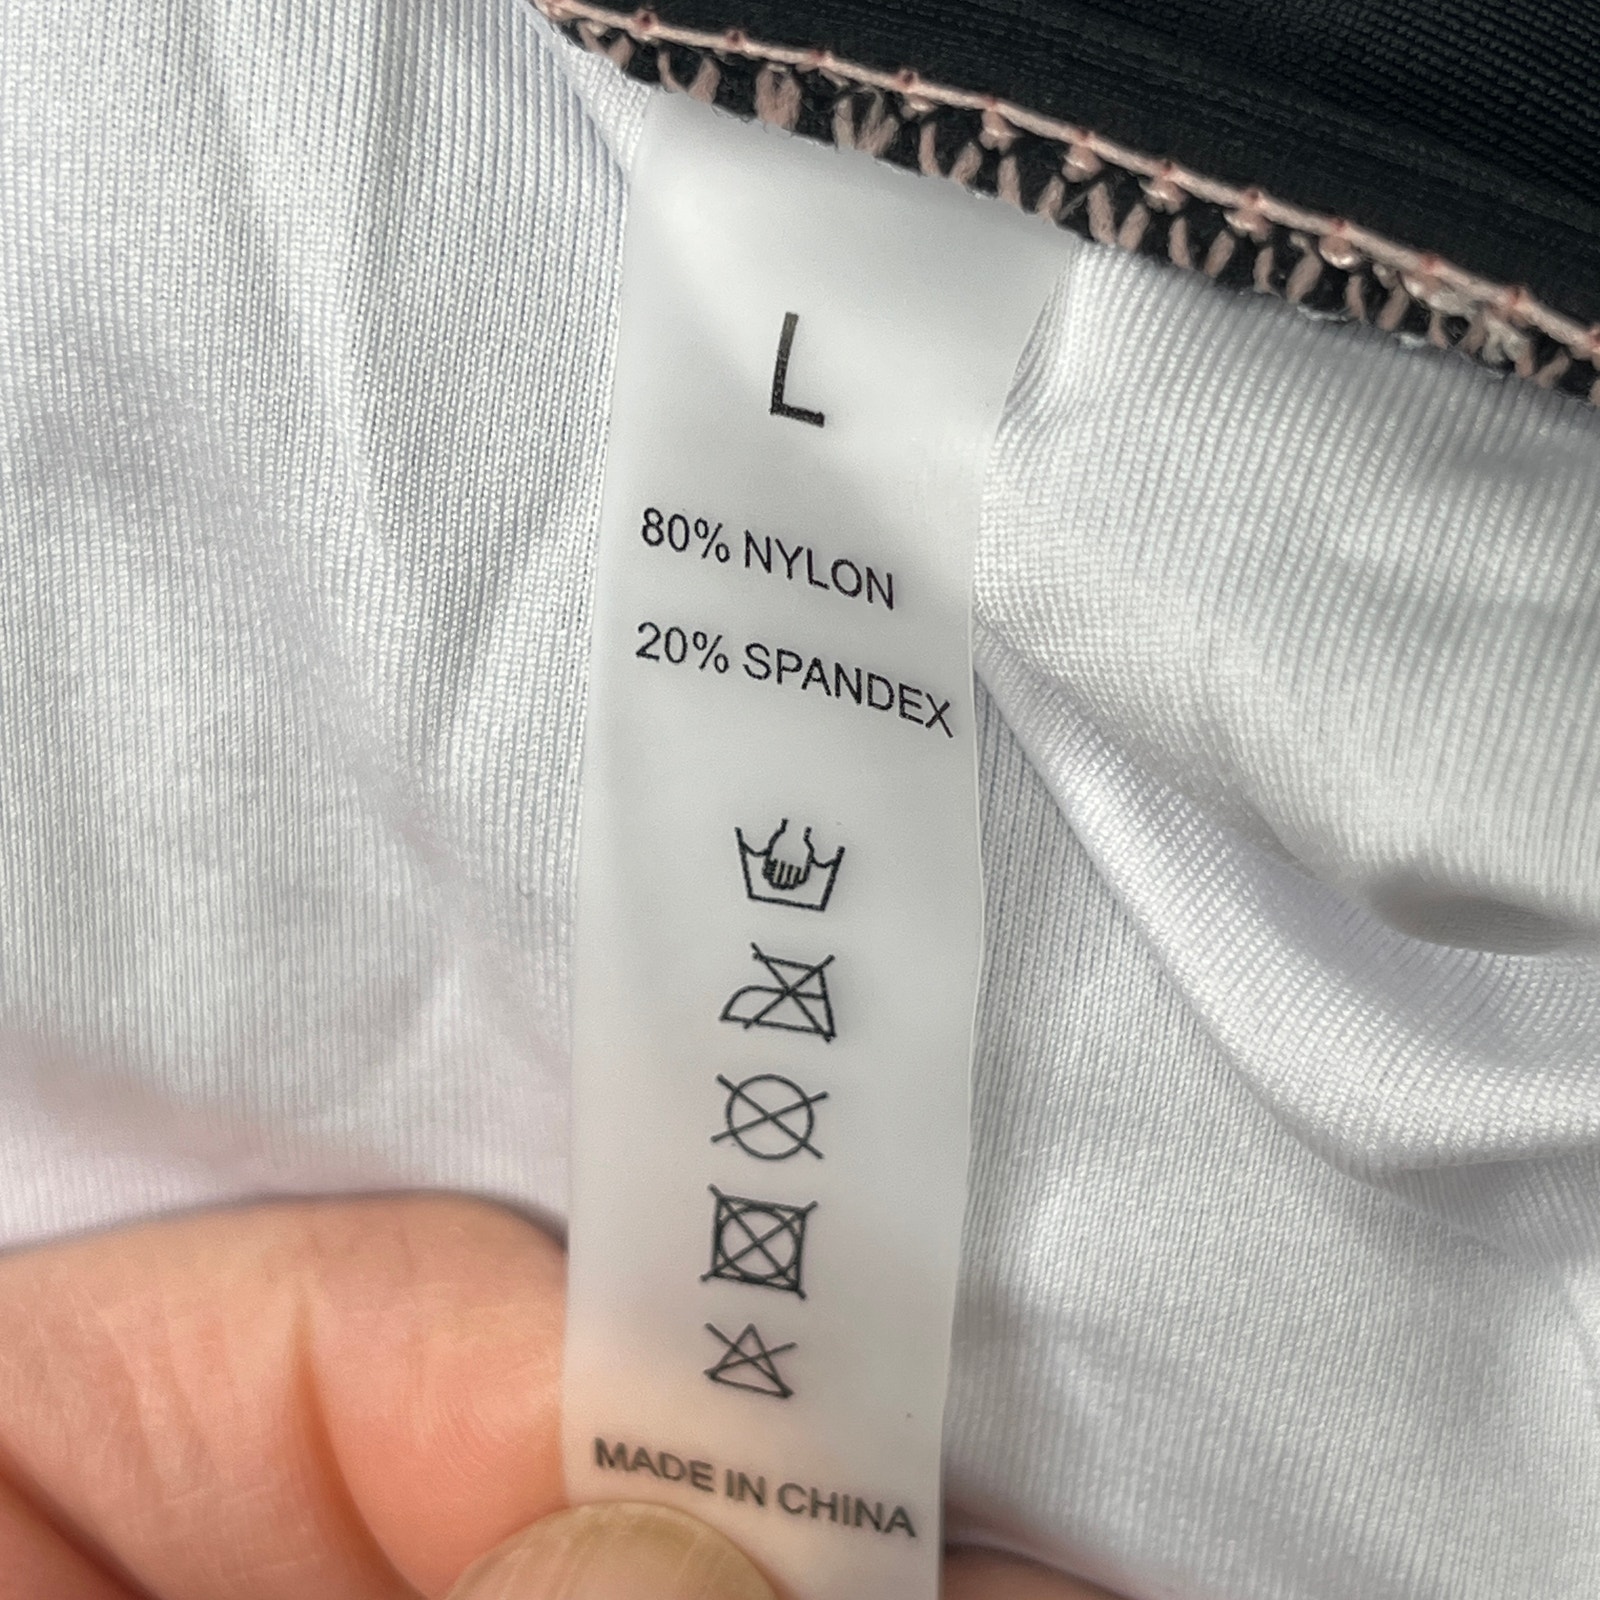 L
80% NYLON
20% SPANDEX
MADE IN CHINA